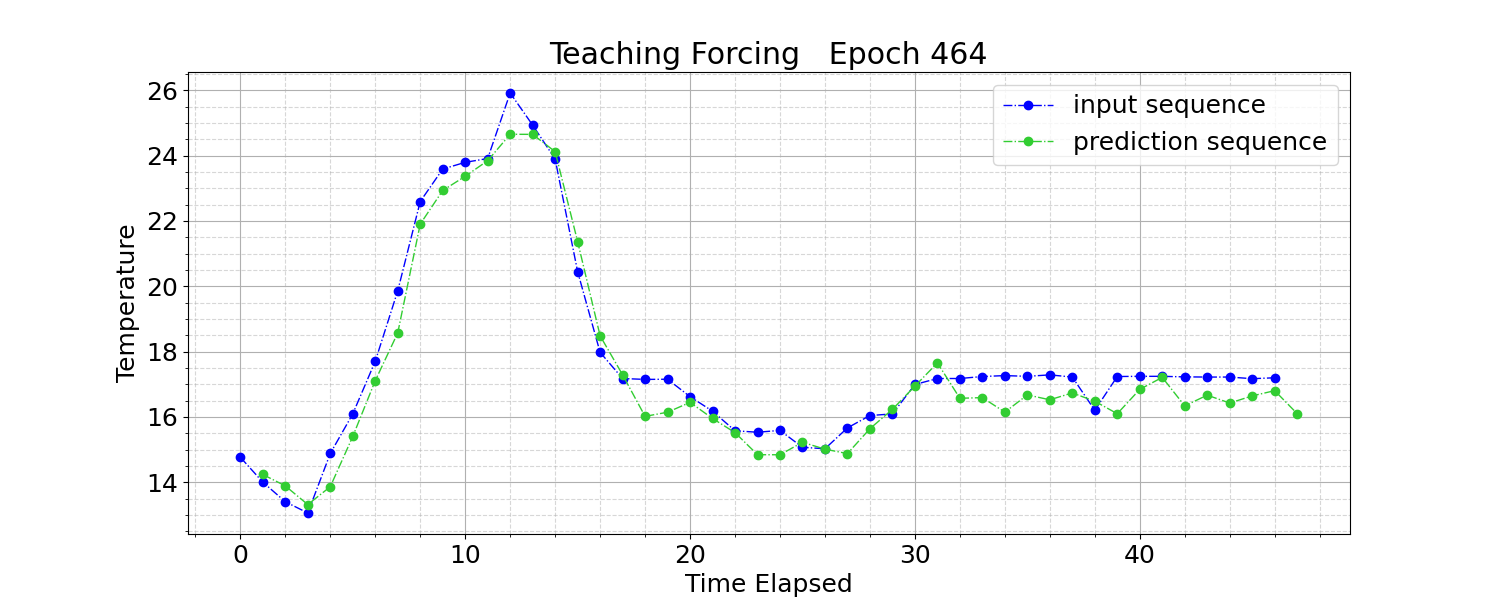 Teaching Forcing   Epoch 464
input sequence
prediction sequence
Temperature
26
24
22
20
18
16
14
0 10 20 30 40
Time Elapsed